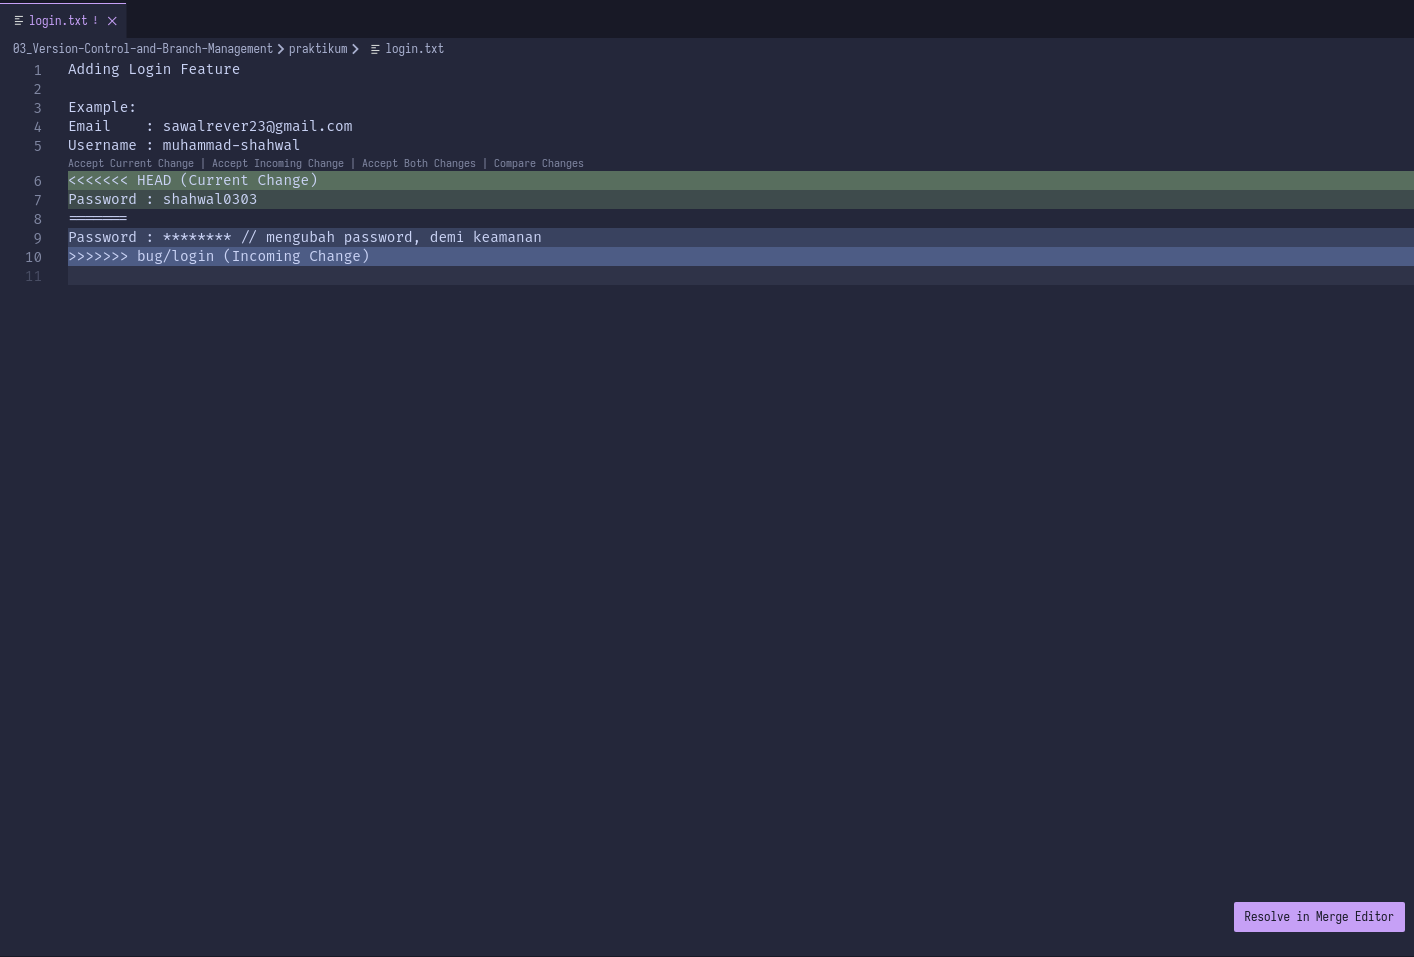 login.txt !
03_Version-Control-and-Branch-Management > praktikum > login.txt
1 Adding Login Feature
2
3 Example:
4 Email    : sawalrever23@gmail.com
5 Username : muhammad-shahwal
Accept Current Change | Accept Incoming Change | Accept Both Changes | Compare Changes
6 <<<<<<< HEAD (Current Change)
7 Password : shahwal0303
8 =======
9 Password : ******** // mengubah password, demi keamanan
10 >>>>>>> bug/login (Incoming Change)
11
Resolve in Merge Editor